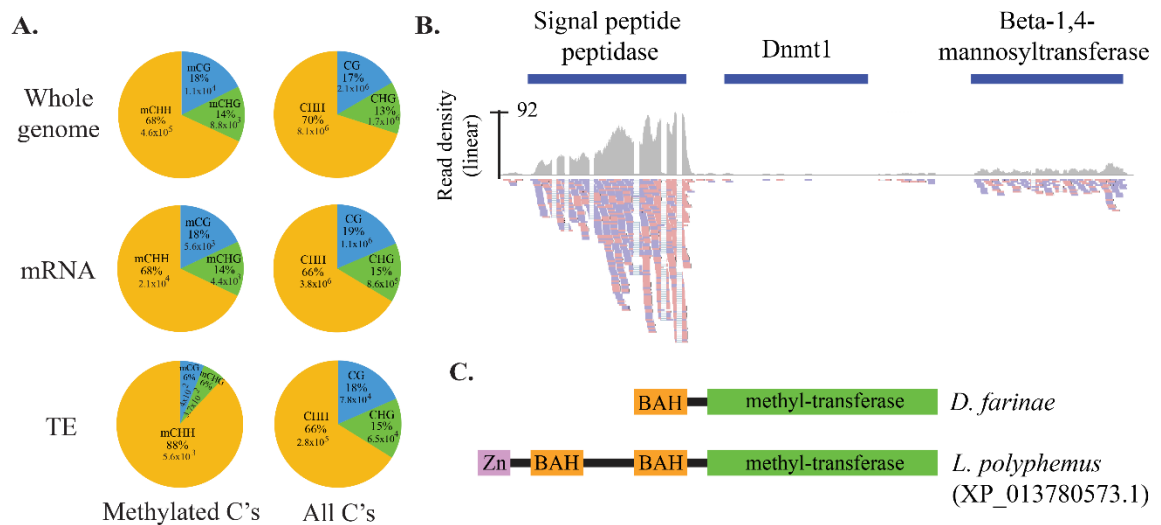 A.
Whole
genome
mCG
18%
1.1x10⁴
mCHG
14%
8.8x10³
mCHH
68%
4.6x10⁵
CG
17%
2.1x10⁶
CHG
13%
1.7x10⁶
CHH
70%
8.1x10⁶
mRNA
mCG
18%
5.6x10³
mCHG
14%
4.4x10³
mCHH
68%
2.1x10⁴
CG
19%
1.1x10⁶
CHG
15%
8.6x10⁵
CHH
66%
3.8x10⁶
TE
mCG
6%
mCHG
6%
mCHH
88%
5.6x10³
CG
18%
7.8x10⁴
CHG
15%
6.5x10⁴
CHH
66%
2.8x10⁵
Methylated C's
All C's
B.
Signal peptide
peptidase
Dnmt1
Beta-1,4-
mannosyltransferase
92
Read density
(linear)
C.
BAH
methyl-transferase
D. farinae
Zn
BAH
BAH
methyl-transferase
L. polyphemus
(XP_013780573.1)